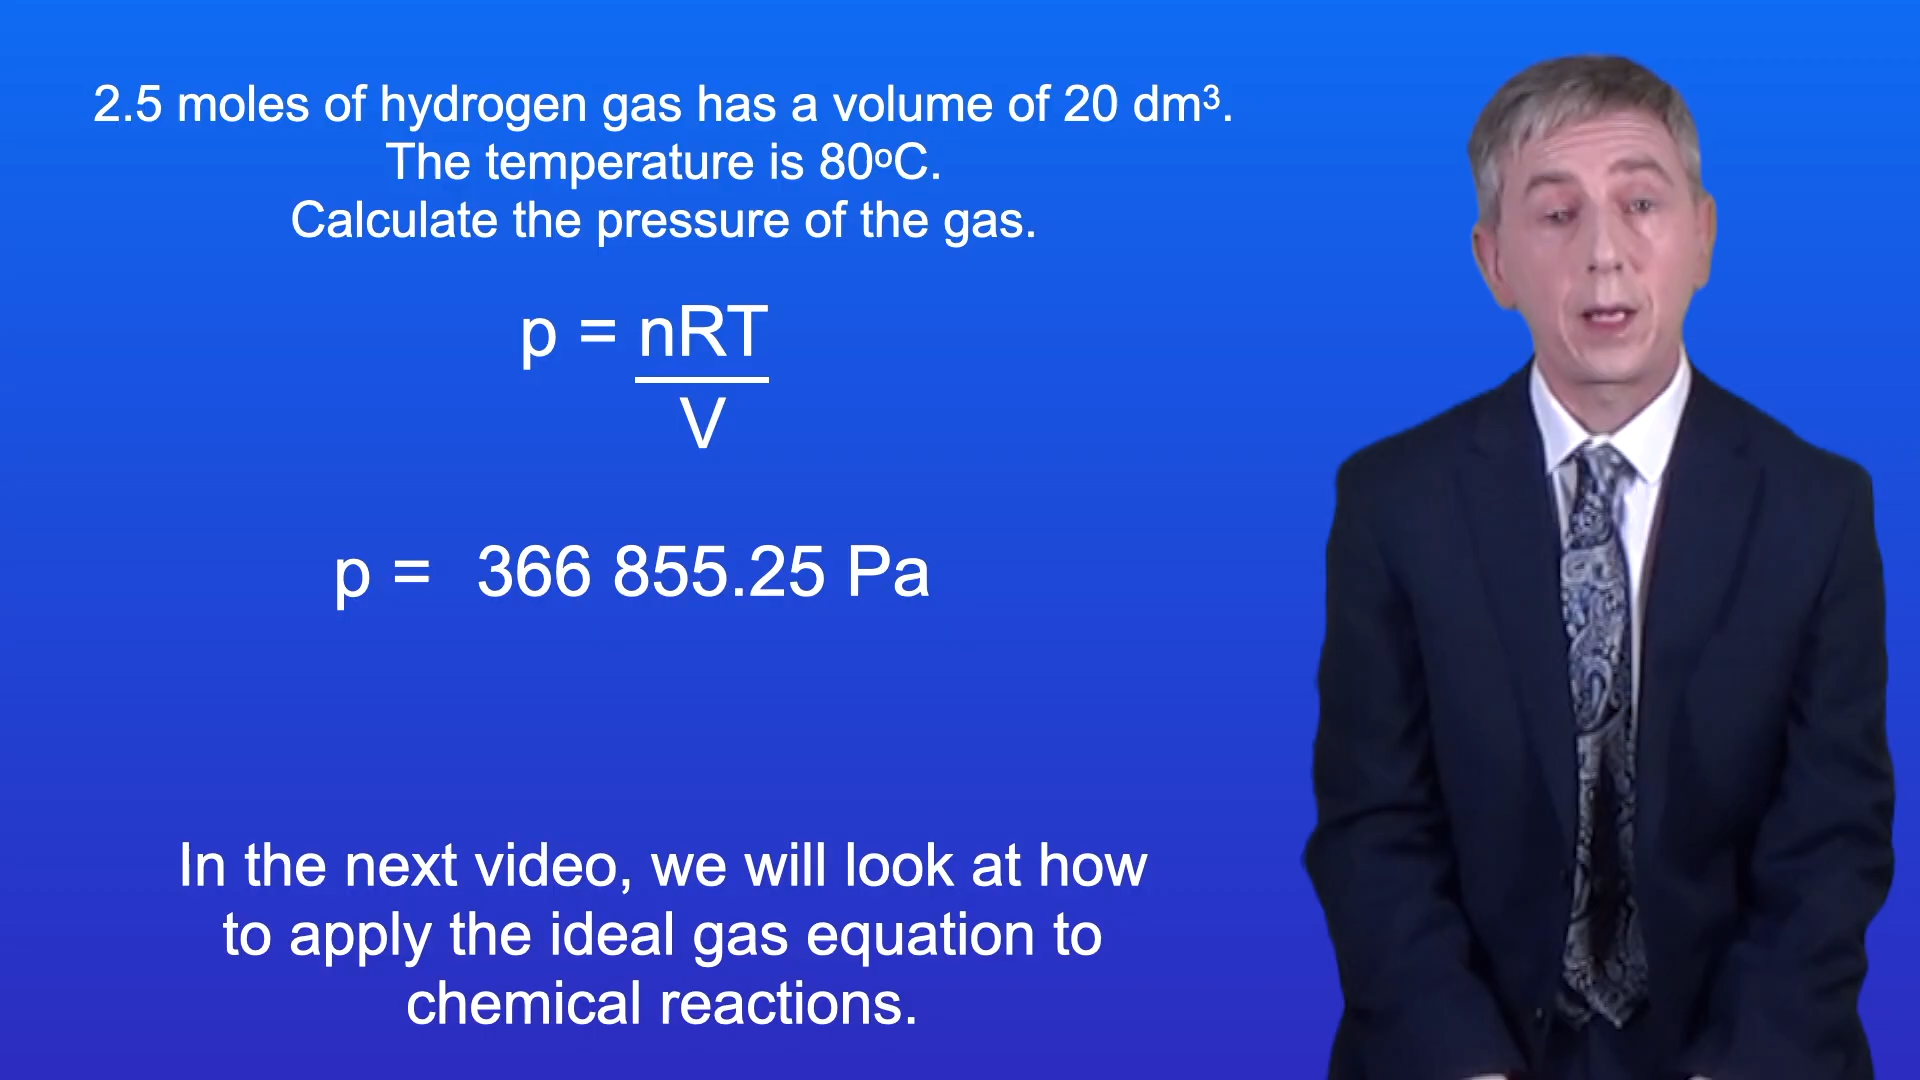 2.5 moles of hydrogen gas has a volume of 20 dm³.
The temperature is 80ºC.
Calculate the pressure of the gas.
p = nRT
V
p = 366 855.25 Pa
In the next video, we will look at how
to apply the ideal gas equation to
chemical reactions.